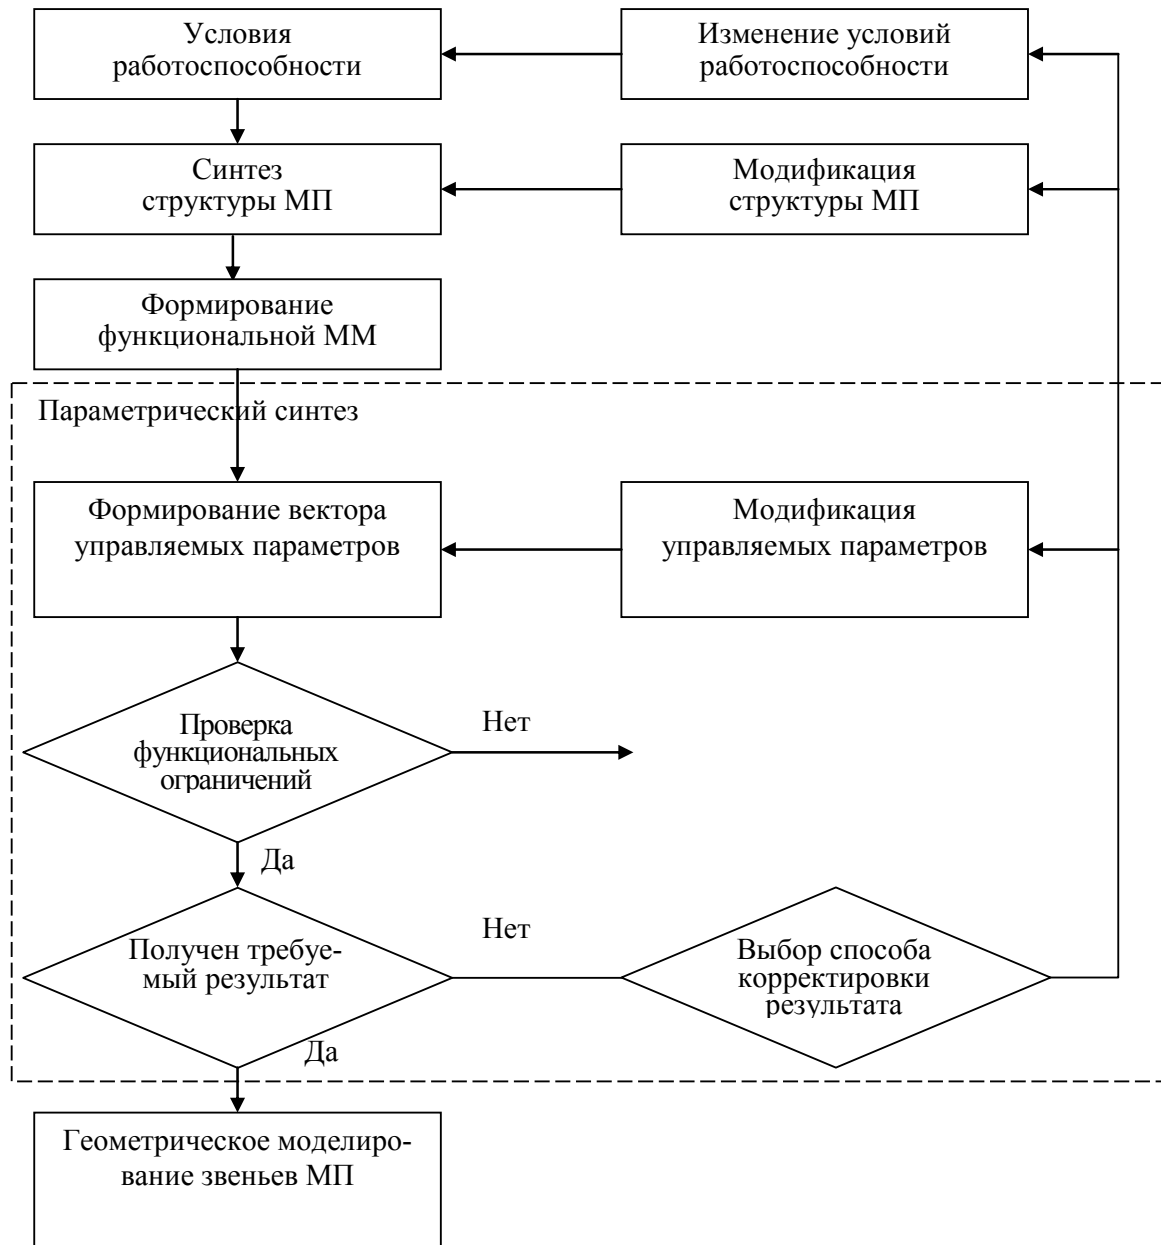 Условия
работоспособности
Изменение условий
работоспособности
Синтез
структуры МП
Модификация
структуры МП
Формирование
функциональной ММ
Параметрический синтез
Формирование вектора
управляемых параметров
Модификация
управляемых параметров
Проверка
функциональных
ограничений
Нет
Да
Получен требуе-
мый результат
Нет
Выбор способа
корректировки
результата
Да
Геометрическое моделиро-
вание звеньев МП